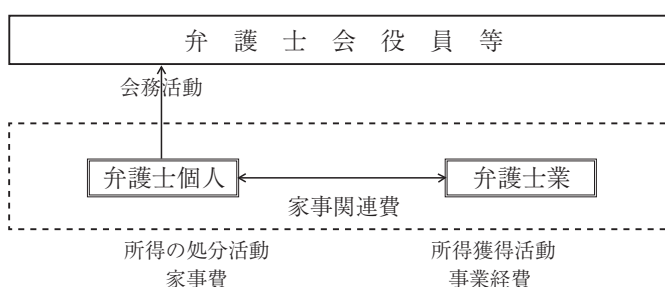 弁護士会役員等
会務活動
弁護士個人
弁護士業
家事関連費
所得の処分活動
所得獲得活動
家事費
事業経費